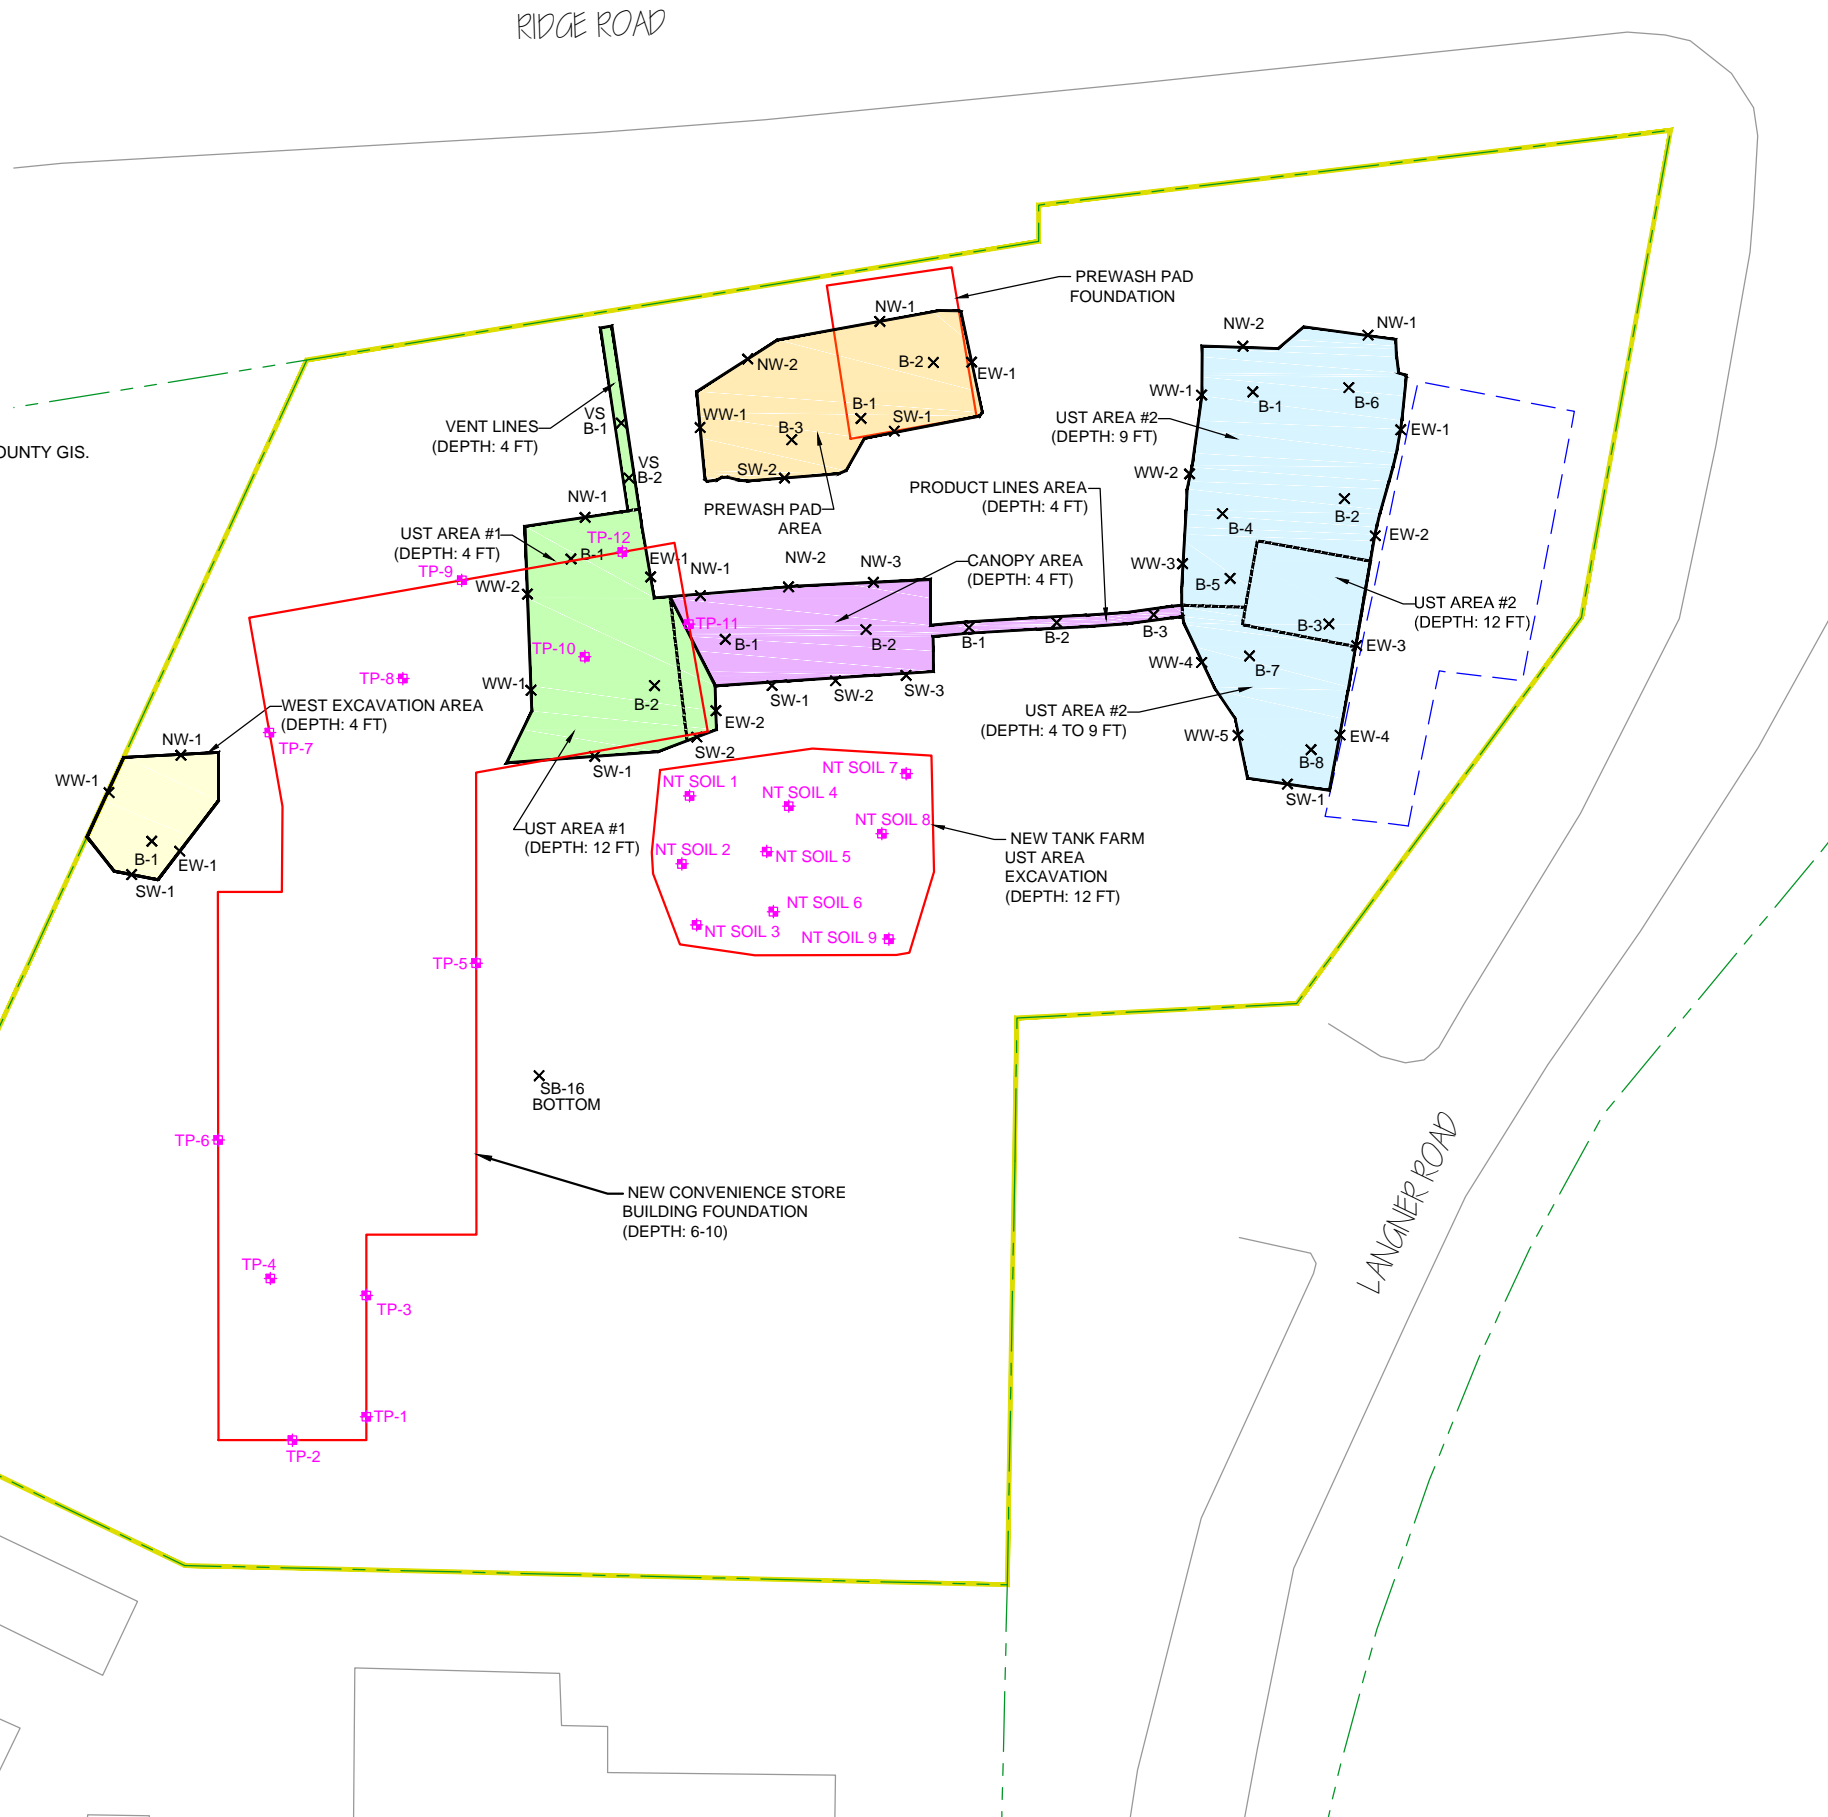 RIDGE ROAD
PREWASH PAD
FOUNDATION
NW-1
NW-2
B-2
EW-1
WW-1
B-1
SW-1
B-3
SW-2
PREWASH PAD
AREA
NW-2
NW-1
WW-1
B-1
B-6
UST AREA #2
(DEPTH: 9 FT)
EW-1
WW-2
B-2
B-4
EW-2
WW-3
B-5
B-3
UST AREA #2
(DEPTH: 12 FT)
EW-3
WW-4
B-7
UST AREA #2
(DEPTH: 4 TO 9 FT)
WW-5
EW-4
B-8
SW-1
VENT LINES
(DEPTH: 4 FT)
VS
B-1
VS
B-2
OUNTY GIS.
PRODUCT LINES AREA
(DEPTH: 4 FT)
NW-1
UST AREA #1
(DEPTH: 4 FT)
B-1
TP-12
EW-1
TP-9
WW-2
NW-1
NW-2
NW-3
CANOPY AREA
(DEPTH: 4 FT)
TP-11
B-1
B-2
B-1
B-2
B-3
TP-10
TP-8
WW-1
B-2
EW-2
SW-1
SW-2
SW-3
WEST EXCAVATION AREA
(DEPTH: 4 FT)
NW-1
TP-7
WW-1
B-1
EW-1
SW-1
SW-1
SW-2
UST AREA #1
(DEPTH: 12 FT)
NT SOIL 7
NT SOIL 1
NT SOIL 4
NT SOIL 8
NT SOIL 2
NT SOIL 5
NT SOIL 6
NT SOIL 3
NT SOIL 9
NEW TANK FARM
UST AREA
EXCAVATION
(DEPTH: 12 FT)
TP-5
SB-16
BOTTOM
TP-6
NEW CONVENIENCE STORE
BUILDING FOUNDATION
(DEPTH: 6-10)
LANGNER ROAD
TP-4
TP-3
TP-1
TP-2